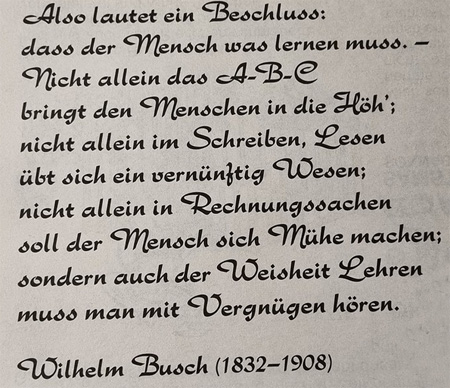 Also lautet ein Beschluss:
dass der Mensch was lernen muss. –
Nicht allein das A-B-C
bringt den Menschen in die Höh';
nicht allein im Schreiben, Lesen
übt sich ein vernünftig Wesen;
nicht allein in Rechnungssachen
soll der Mensch sich Mühe machen;
sondern auch der Weisheit Lehren
muss man mit Vergnügen hören.
Wilhelm Busch (1832–1908)